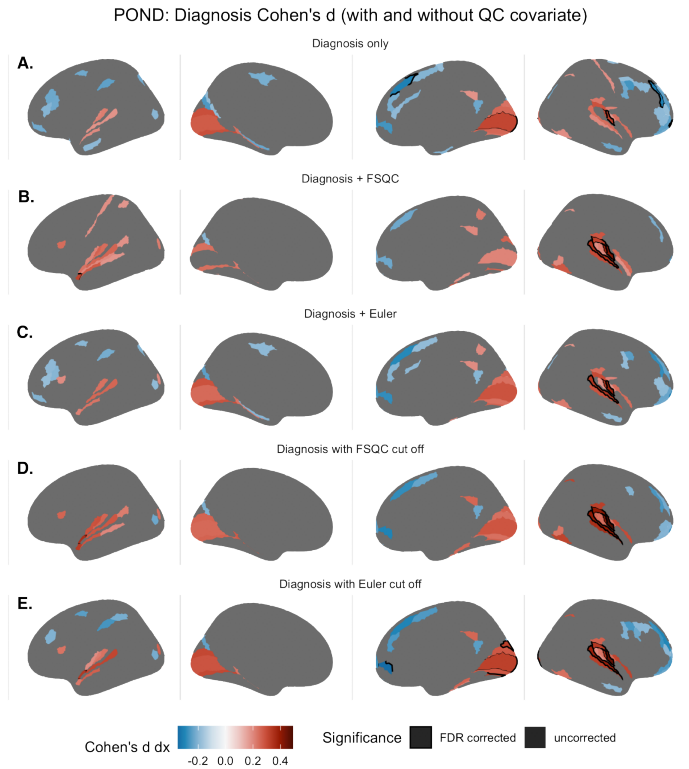 POND: Diagnosis Cohen's d (with and without QC covariate)
Diagnosis only
A.
Diagnosis + FSQC
B.
Diagnosis + Euler
C.
Diagnosis with FSQC cut off
D.
Diagnosis with Euler cut off
E.
Cohen's d dx
-0.2 0.0 0.2 0.4
Significance FDR corrected uncorrected